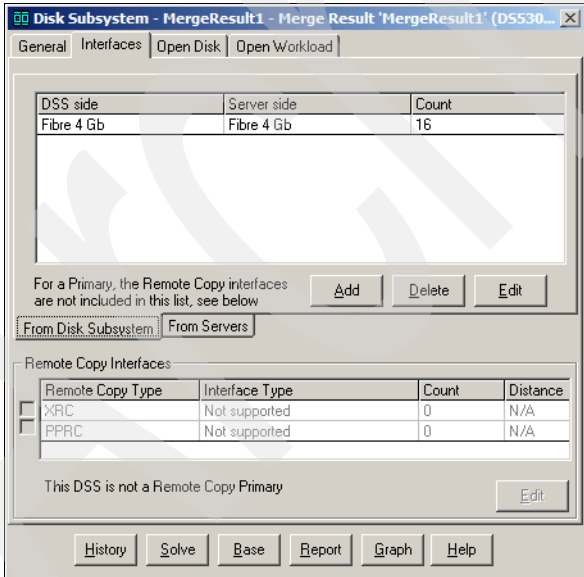 Disk Subsystem - MergeResult1 - Merge Result 'MergeResult1' (DS530...
General Interfaces Open Disk Open Workload
DSS side Server side Count
Fibre 4 Gb Fibre 4 Gb 16
For a Primary, the Remote Copy interfaces
are not included in this list, see below
Add Delete Edit
From Disk Subsystem From Servers
Remote Copy Interfaces
Remote Copy Type Interface Type Count Distance
XRC Not supported 0 N/A
PPRC Not supported 0 N/A
This DSS is not a Remote Copy Primary
Edit
History Solve Base Report Graph Help